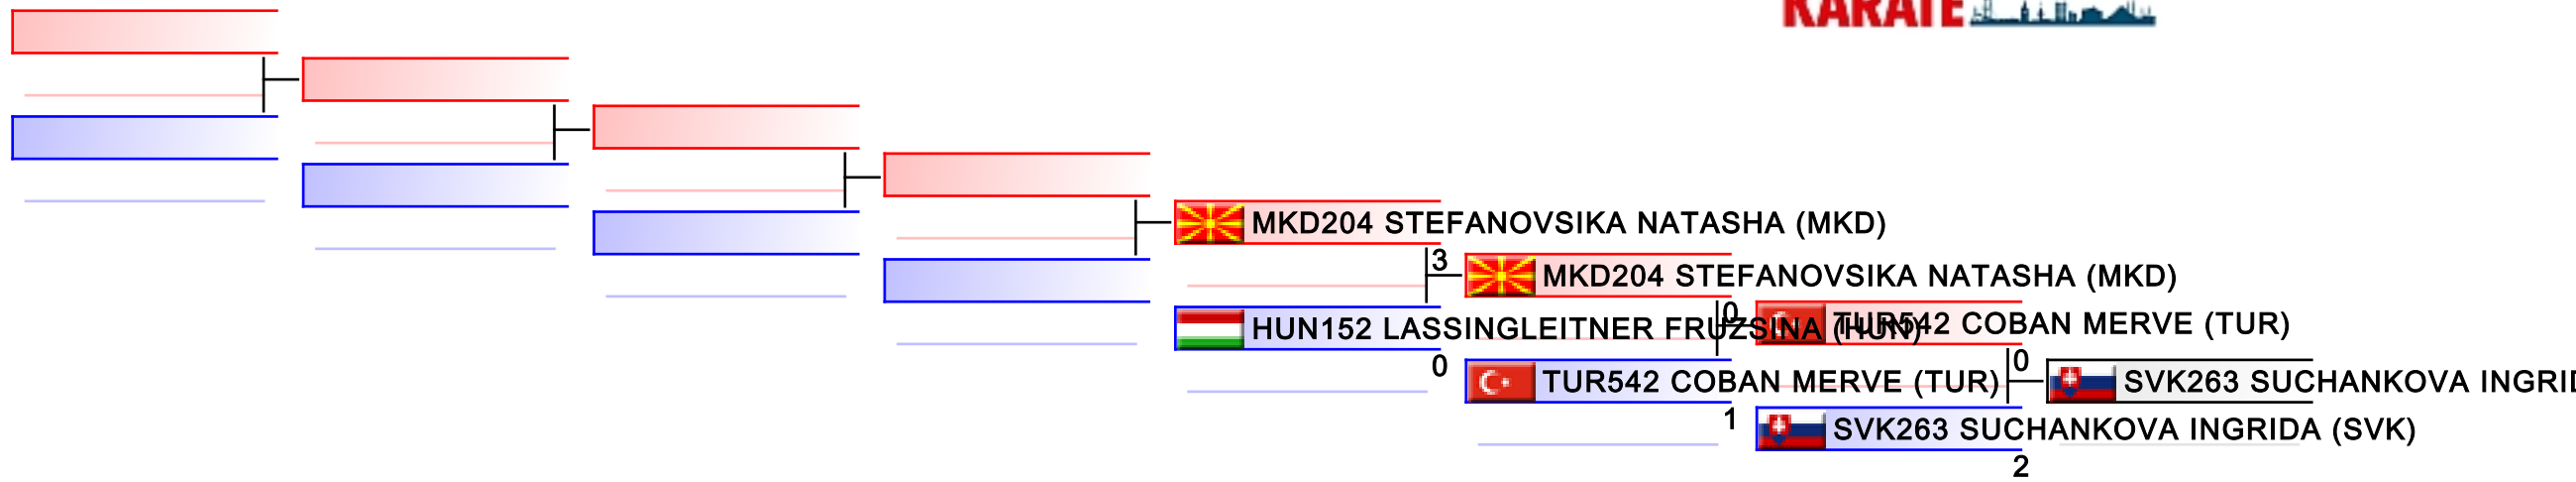 KARATE
MKD204 STEFANOVSIKA NATASHA (MKD)
3
MKD204 STEFANOVSIKA NATASHA (MKD)
0
HUN152 LASSINGLEITNER FRUZSINA (HUN)
TUR542 COBAN MERVE (TUR)
0
0
TUR542 COBAN MERVE (TUR)
SVK263 SUCHANKOVA INGRID
1
SVK263 SUCHANKOVA INGRIDA (SVK)
2